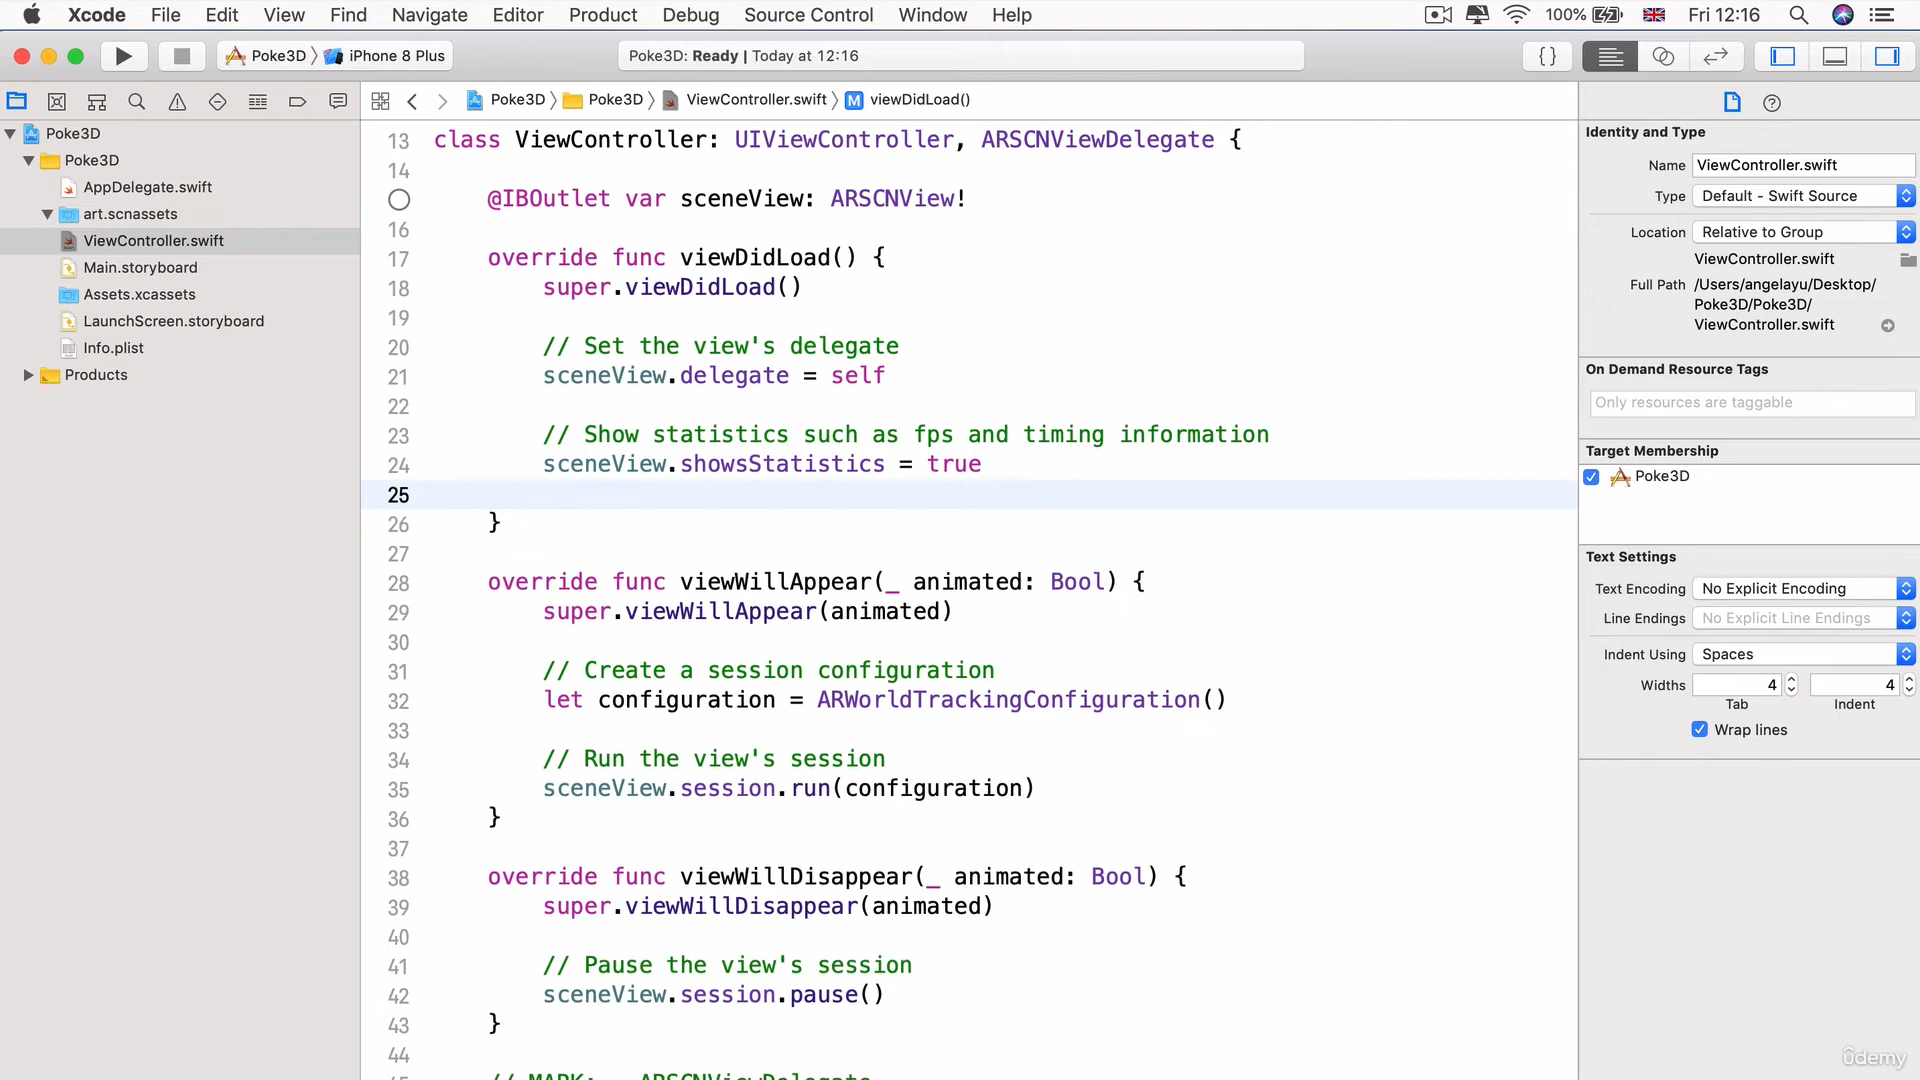 Xcode File Edit View Find Navigate Editor Product Debug Source Control Window Help 100% Fri 12:16
Poke3D iPhone 8 Plus Poke3D: Ready | Today at 12:16 {}
Poke3D Poke3D ViewController.swift M viewDidLoad()
Poke3D
Poke3D
AppDelegate.swift
art.scnassets
ViewController.swift
Main.storyboard
Assets.xcassets
LaunchScreen.storyboard
Info.plist
Products
13 class ViewController: UIViewController, ARSCNViewDelegate {
14
@IBOutlet var sceneView: ARSCNView!
16
17 override func viewDidLoad() {
18 super.viewDidLoad()
19
20 // Set the view's delegate
21 sceneView.delegate = self
22
23 // Show statistics such as fps and timing information
24 sceneView.showsStatistics = true
25
26 }
27
28 override func viewWillAppear(_ animated: Bool) {
29 super.viewWillAppear(animated)
30
31 // Create a session configuration
32 let configuration = ARWorldTrackingConfiguration()
33
34 // Run the view's session
35 sceneView.session.run(configuration)
36 }
37
38 override func viewWillDisappear(_ animated: Bool) {
39 super.viewWillDisappear(animated)
40
41 // Pause the view's session
42 sceneView.session.pause()
43 }
44
45 // MARK: - ARSCNViewDelegate
Identity and Type
Name ViewController.swift
Type Default - Swift Source
Location Relative to Group
ViewController.swift
Full Path /Users/angelayu/Desktop/
Poke3D/Poke3D/
ViewController.swift
On Demand Resource Tags
Only resources are taggable
Target Membership
Poke3D
Text Settings
Text Encoding No Explicit Encoding
Line Endings No Explicit Line Endings
Indent Using Spaces
Widths 4 4
Tab Indent
Wrap lines
ûdemy